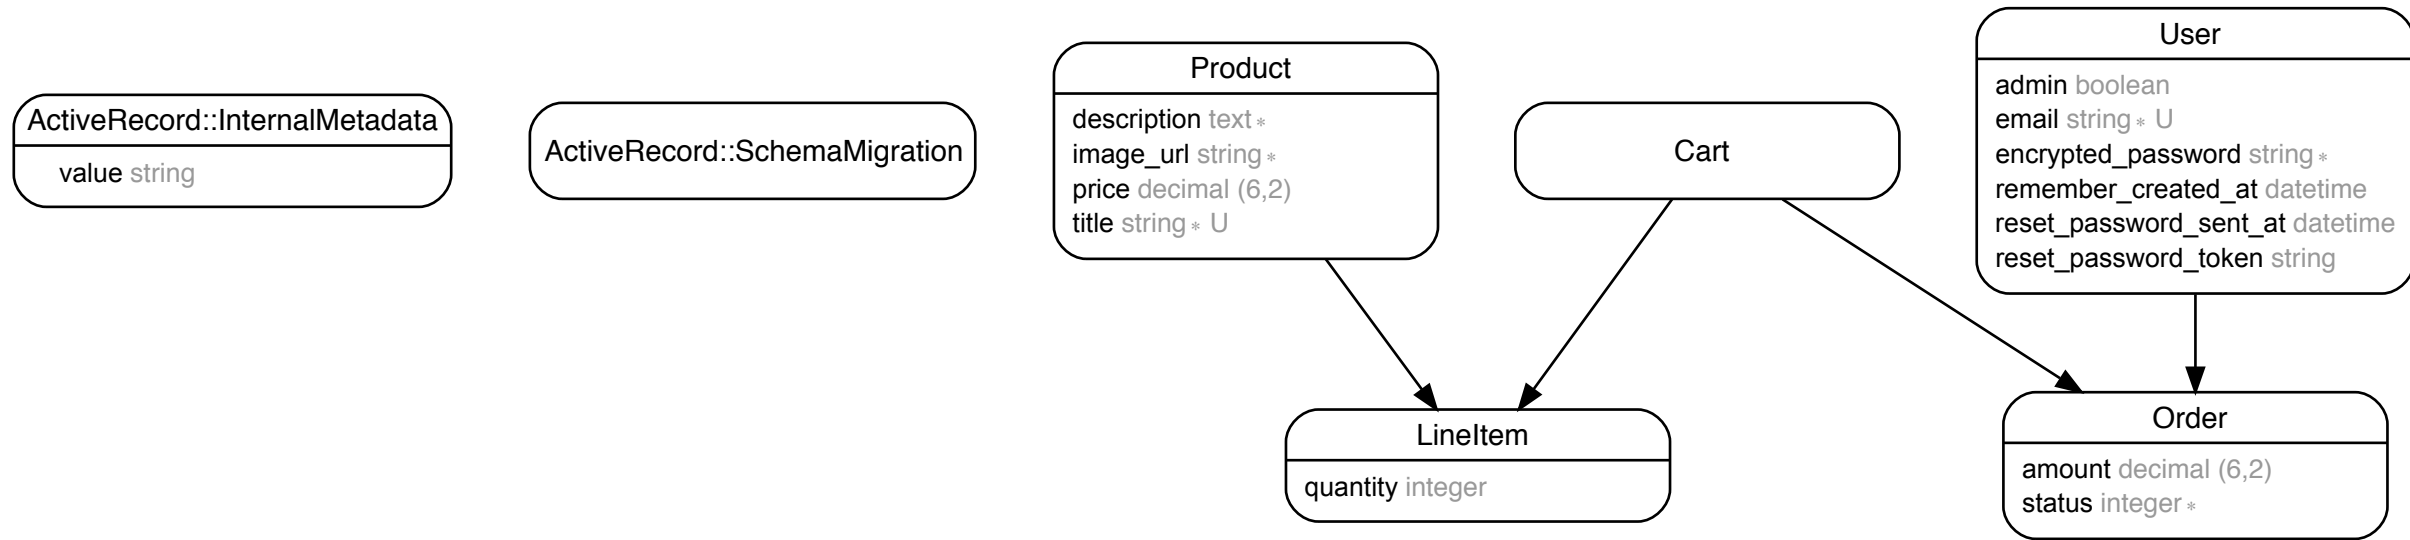 ActiveRecord::InternalMetadata
value string
ActiveRecord::SchemaMigration
Product
description text *
image_url string *
price decimal (6,2)
title string * U
Cart
User
admin boolean
email string * U
encrypted_password string *
remember_created_at datetime
reset_password_sent_at datetime
reset_password_token string
LineItem
quantity integer
Order
amount decimal (6,2)
status integer *